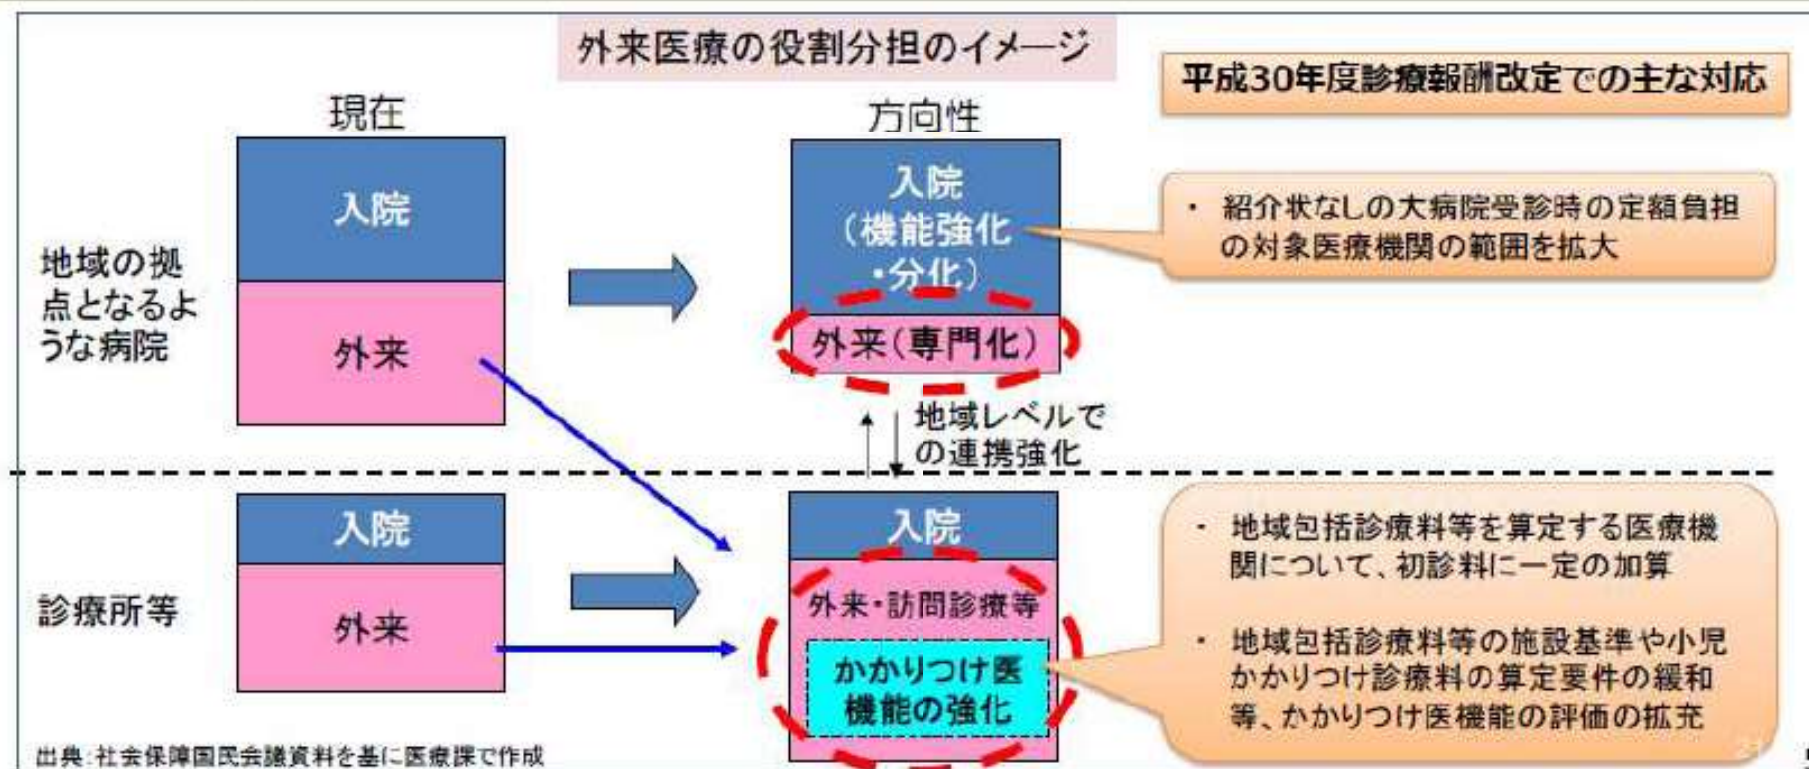 外来医療の役割分担のイメージ
平成30年度診療報酬改定での主な対応
現在
方向性
地域の拠
点となるよ
うな病院
入院
外来
入院
(機能強化
・分化)
外来(専門化)
・ 紹介状なしの大病院受診時の定額負担
の対象医療機関の範囲を拡大
地域レベルで
の連携強化
診療所等
入院
外来
入院
外来・訪問診療等
かかりつけ医
機能の強化
・ 地域包括診療料等を算定する医療機
関について、初診料に一定の加算
・ 地域包括診療料等の施設基準や小児
かかりつけ診療料の算定要件の緩和
等、かかりつけ医機能の評価の拡充
出典:社会保障国民会議資料を基に医療課で作成